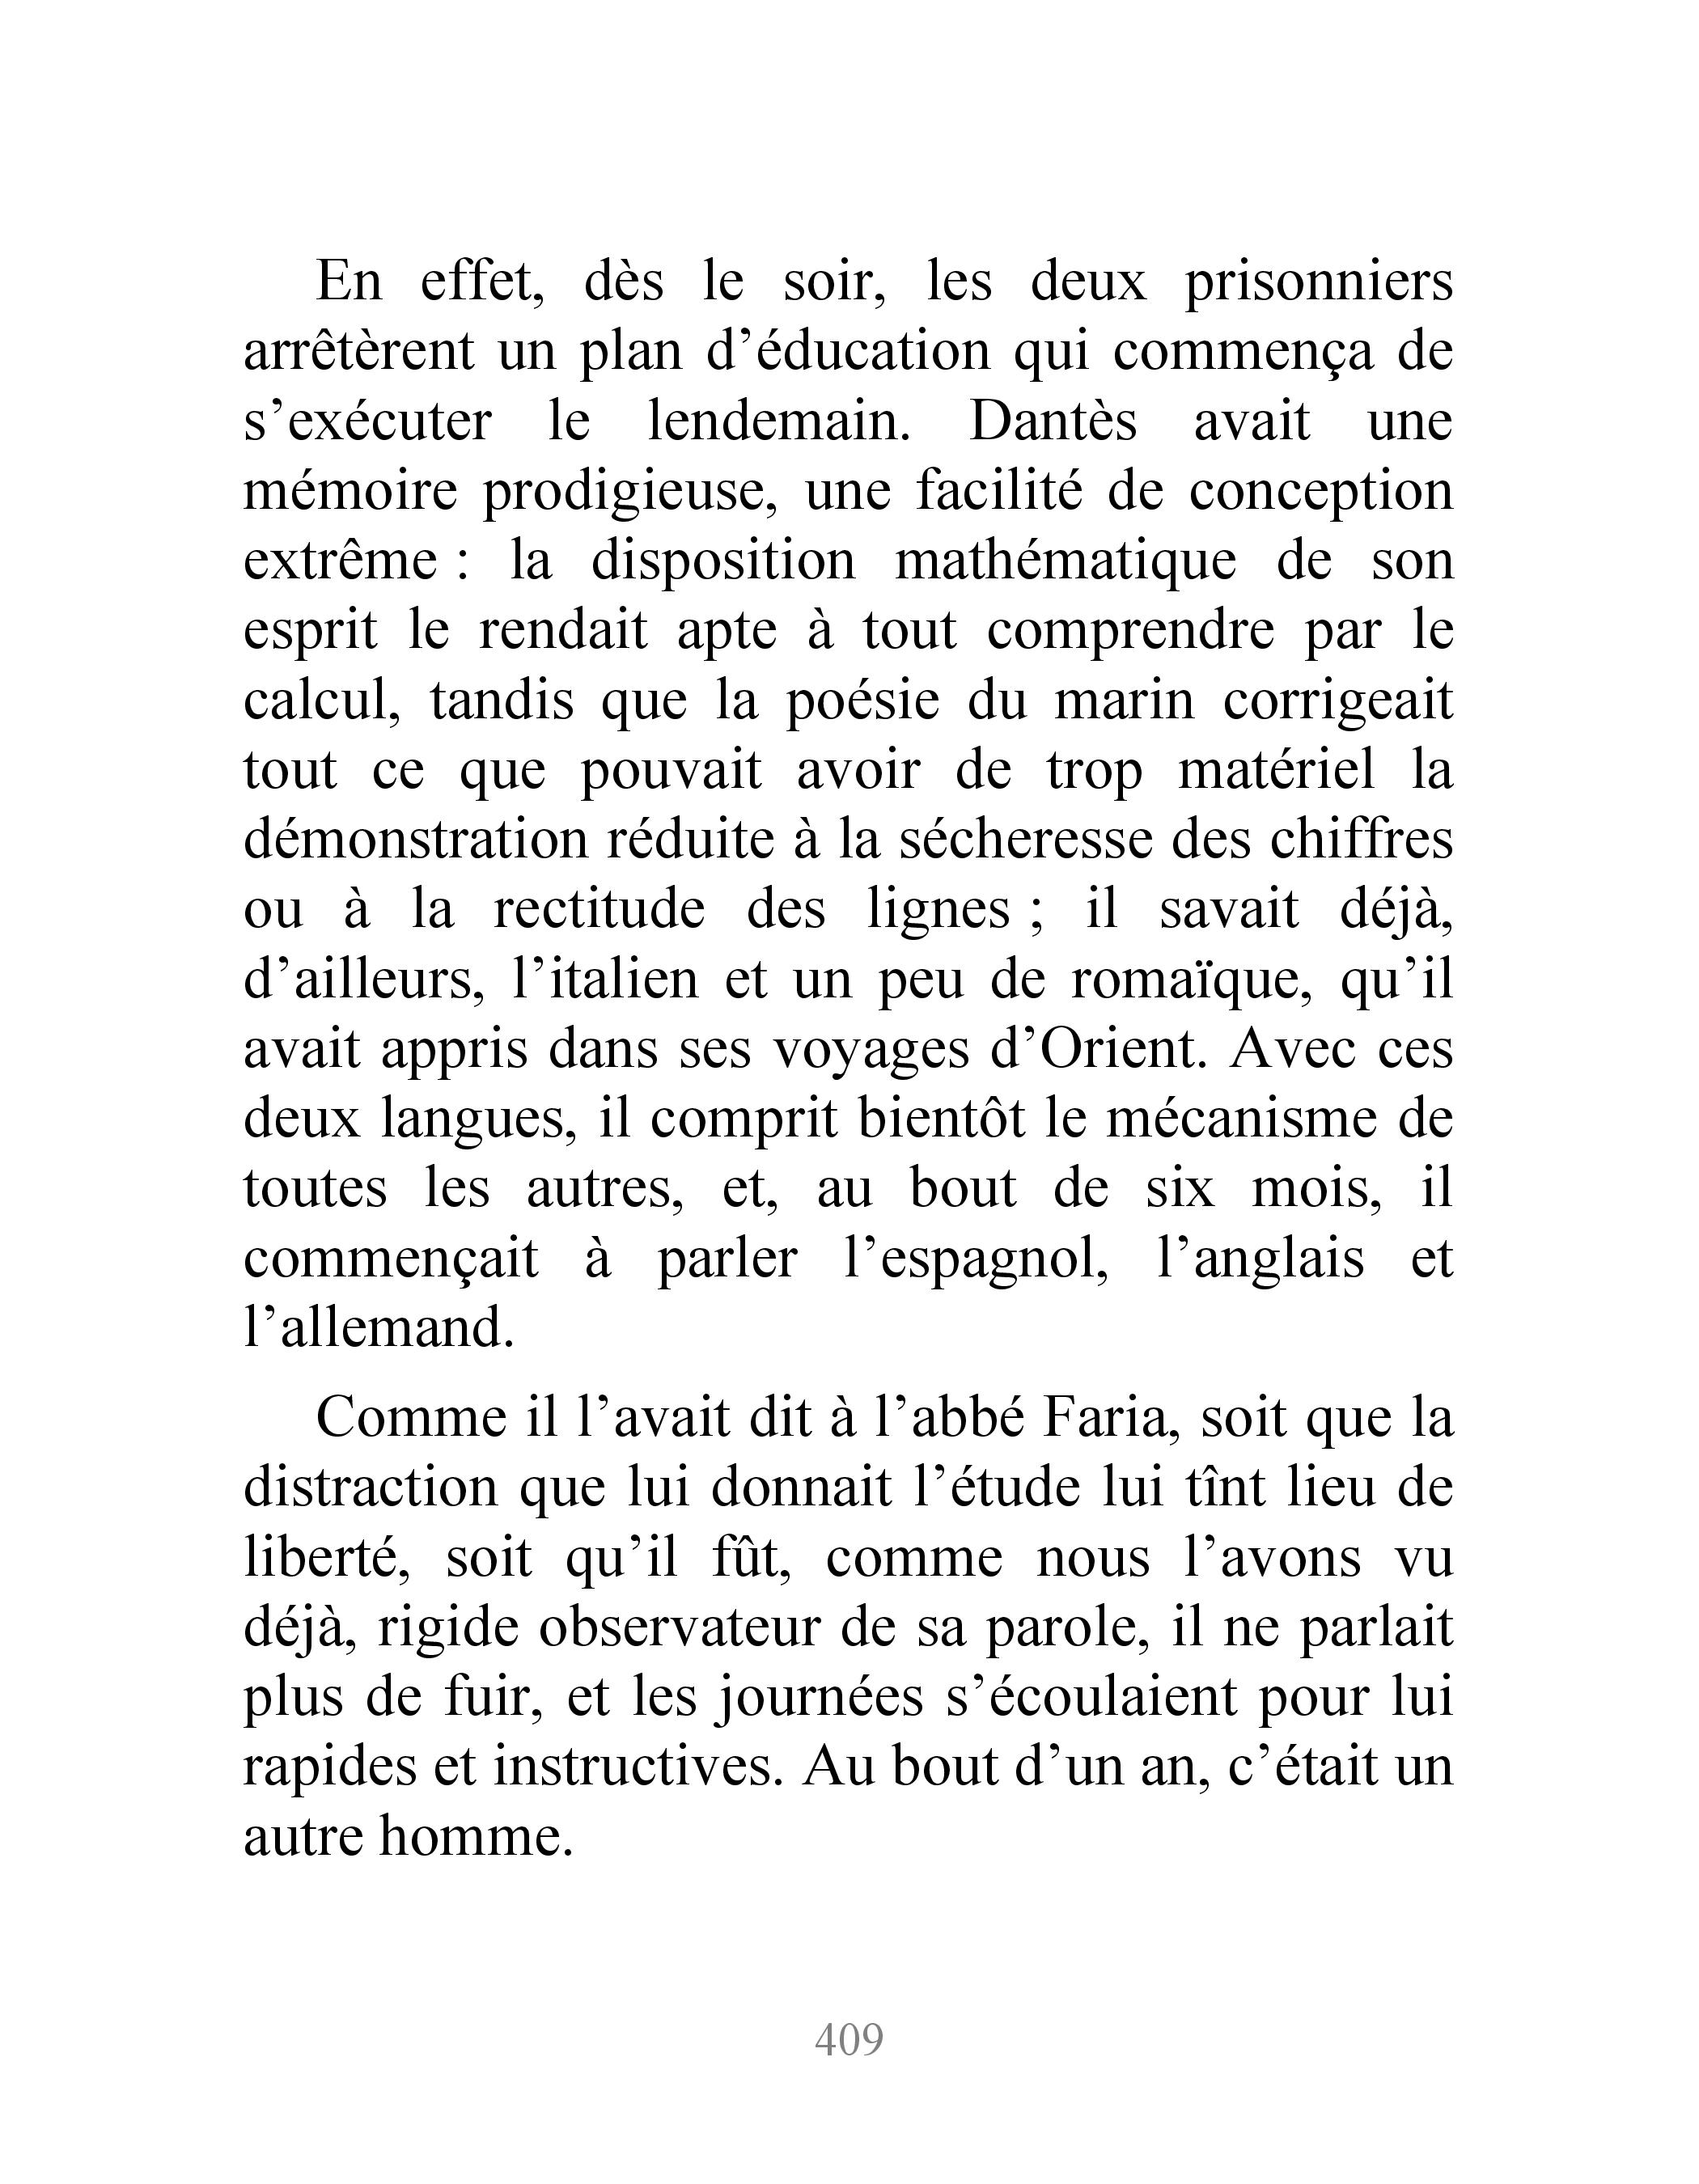 En effet, dès le soir, les deux prisonniers
arrêtèrent un plan d’éducation qui commença de
s’exécuter le lendemain. Dantès avait une
mémoire prodigieuse, une facilité de conception
extrême : la disposition mathématique de son
esprit le rendait apte à tout comprendre par le
calcul, tandis que la poésie du marin corrigeait
tout ce que pouvait avoir de trop matériel la
démonstration réduite à la sécheresse des chiffres
ou à la rectitude des lignes ; il savait déjà,
d’ailleurs, l’italien et un peu de romaïque, qu’il
avait appris dans ses voyages d’Orient. Avec ces
deux langues, il comprit bientôt le mécanisme de
toutes les autres, et, au bout de six mois, il
commençait à parler l’espagnol, l’anglais et
l’allemand.
Comme il l’avait dit à l’abbé Faria, soit que la
distraction que lui donnait l’étude lui tînt lieu de
liberté, soit qu’il fût, comme nous l’avons vu
déjà, rigide observateur de sa parole, il ne parlait
plus de fuir, et les journées s’écoulaient pour lui
rapides et instructives. Au bout d’un an, c’était un
autre homme.
409